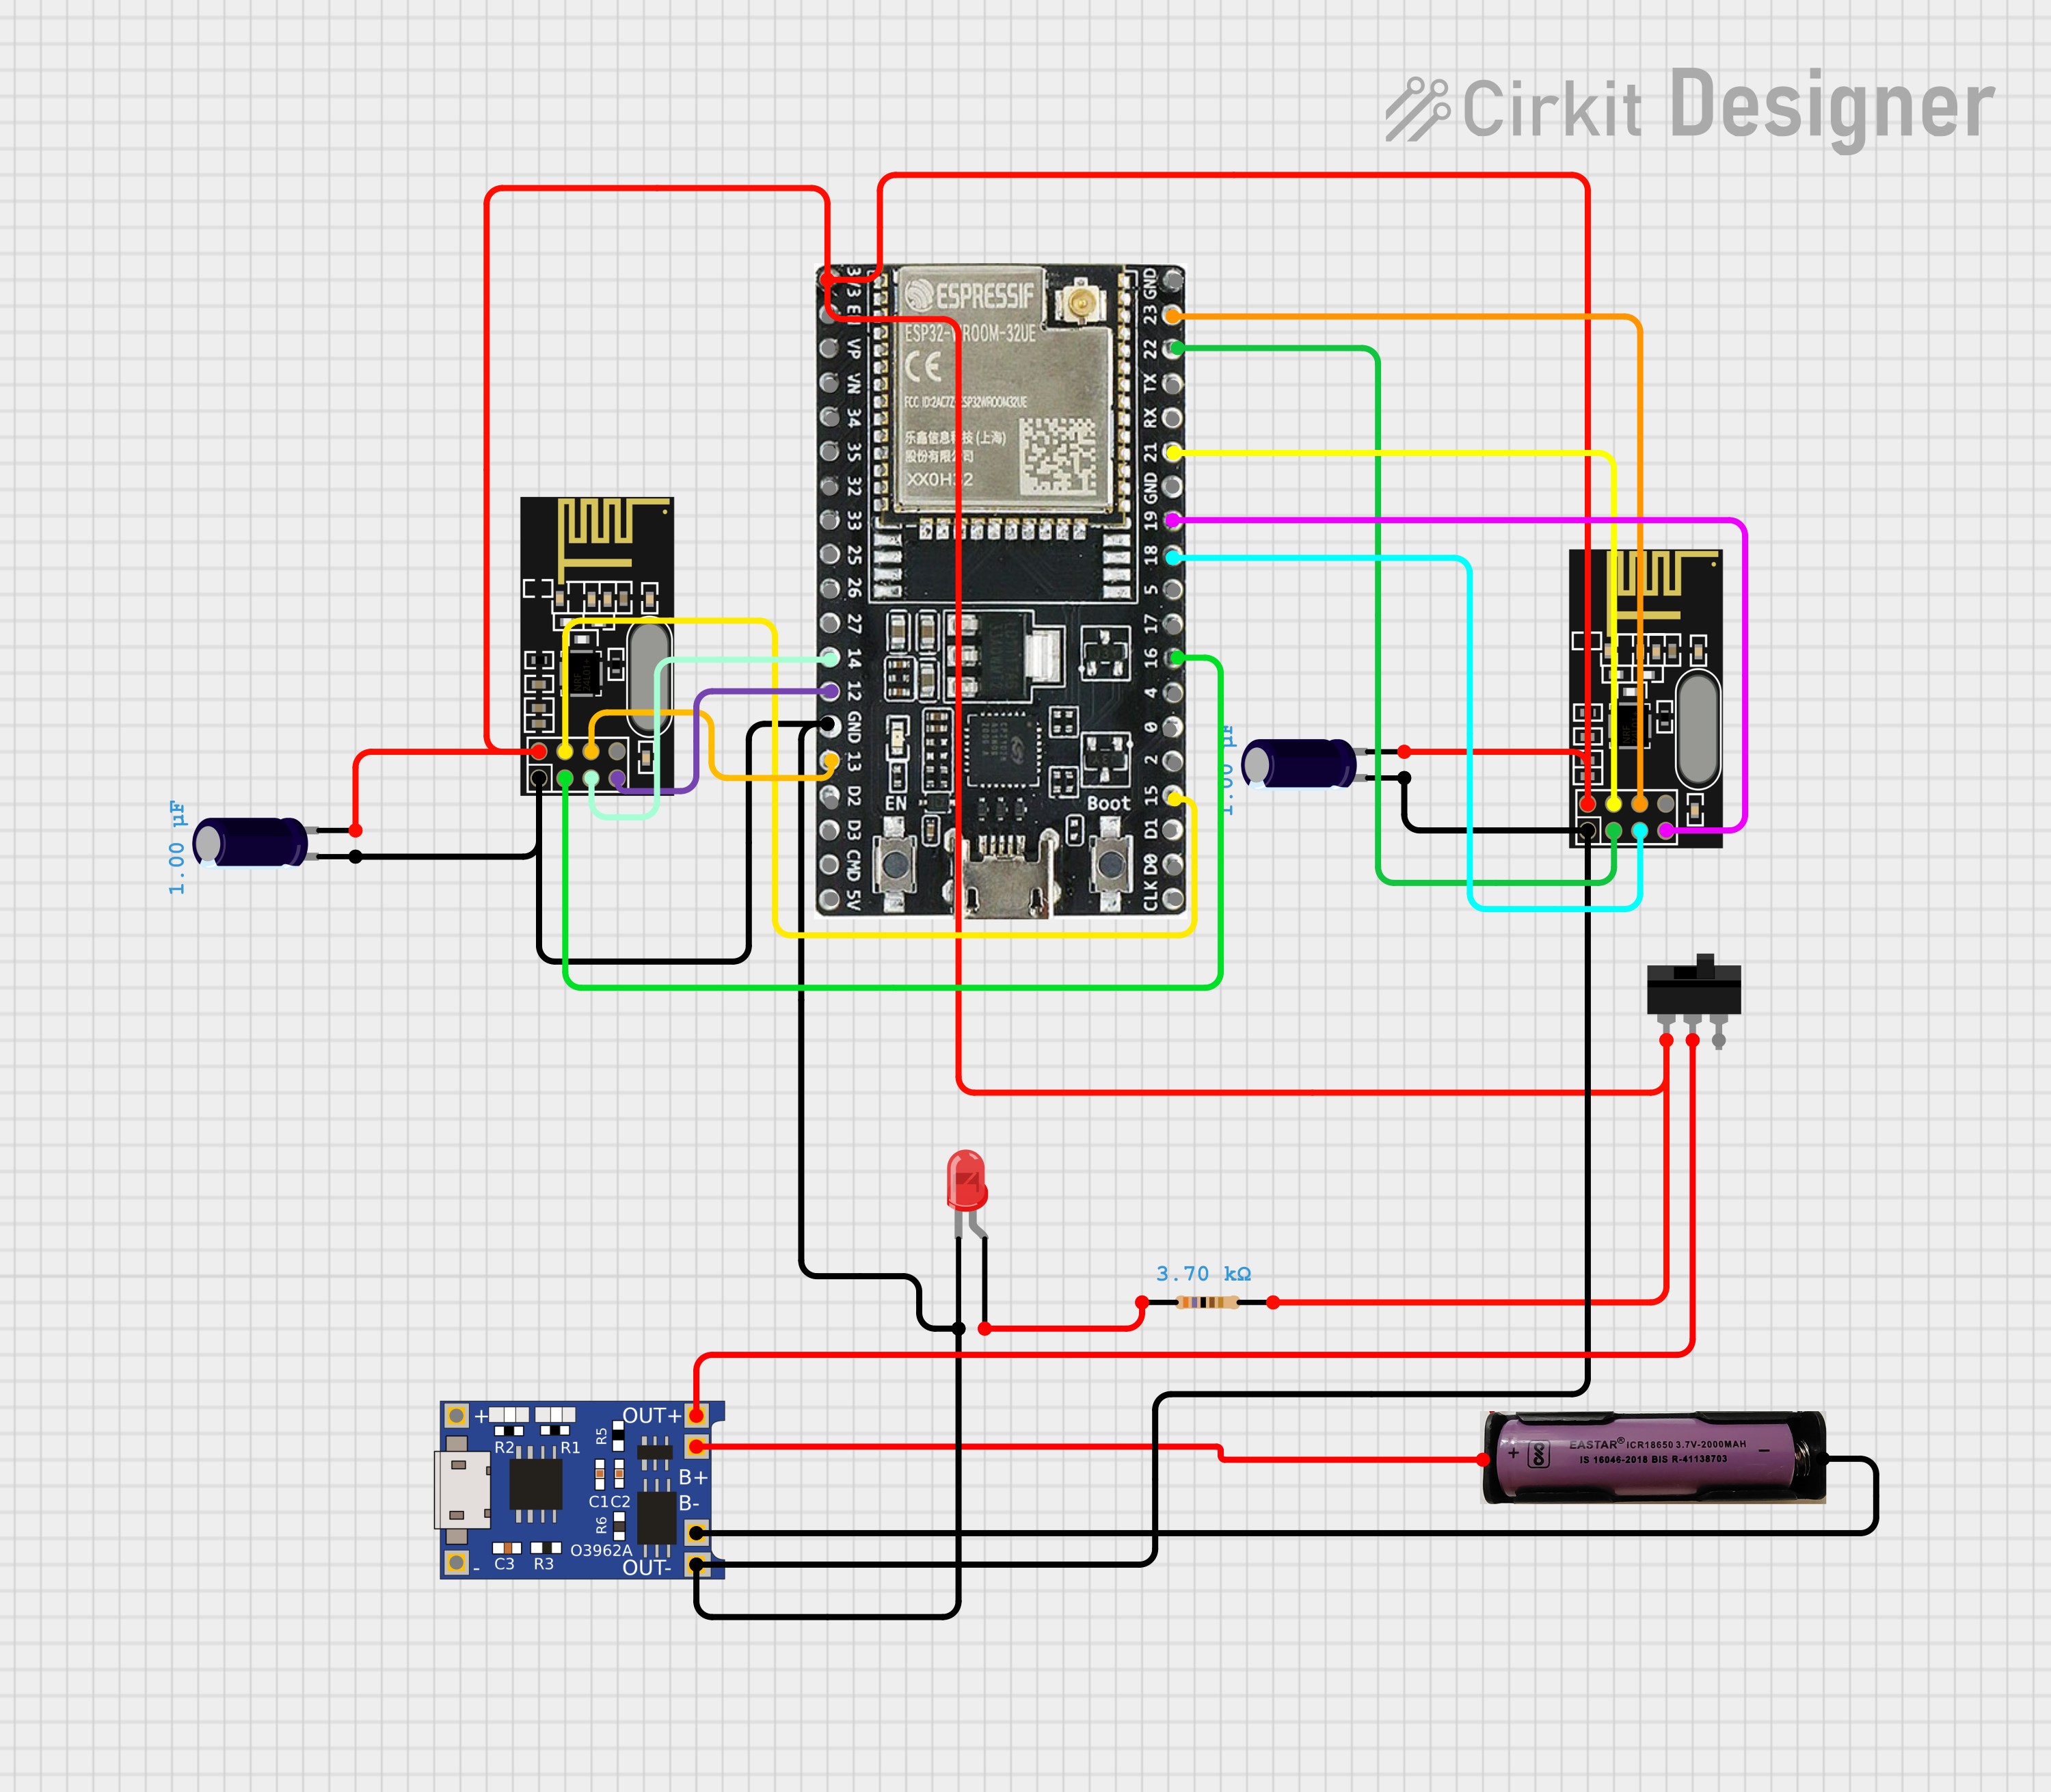 Cirkit Designer
3V3
EN
VP
VN
34
35
32
33
25
26
27
14
12
GND
13
D2
D3
CMD
5V
ESPRESSIF
ESP32-WROOM-32UE
CE
FCC ID:2AC7Z-ESP32WROOM32UE
乐鑫信息科技(上海)
股份有限公司
XX0H32
GND
23
22
TX
RX
21
GND
19
18
5
17
16
4
0
2
15
D1
D0
CLK
EN
Boot
1.00 µF
1.00 µF
3.70 kΩ
+
R2
R1
R5
OUT+
B+
B-
C1
C2
R6
O3962A
C3
R3
-
OUT-
+
EASTAR® ICR18650 3.7V-2000MAH
IS 16046-2018 BIS R-41138703
−